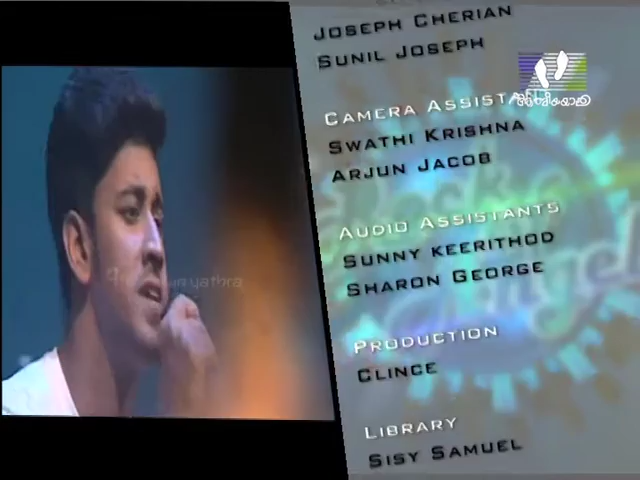 JOSEPH CHERIAN
SUNIL JOSEPH
CAMERA ASSISTANT
SWATHI KRISHNA
ARJUN JACOB
AUDIO ASSISTANTS
SUNNY KEERITHOD
SHARON GEORGE
PRODUCTION
CLINCE
LIBRARY
SISY SAMUEL